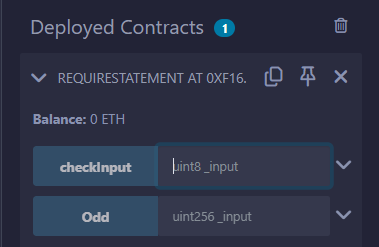 Deployed Contracts 1
REQUIRESTATEMENT AT 0XF16.
Balance: 0 ETH
checkInput uint8 _input
Odd uint256 _input